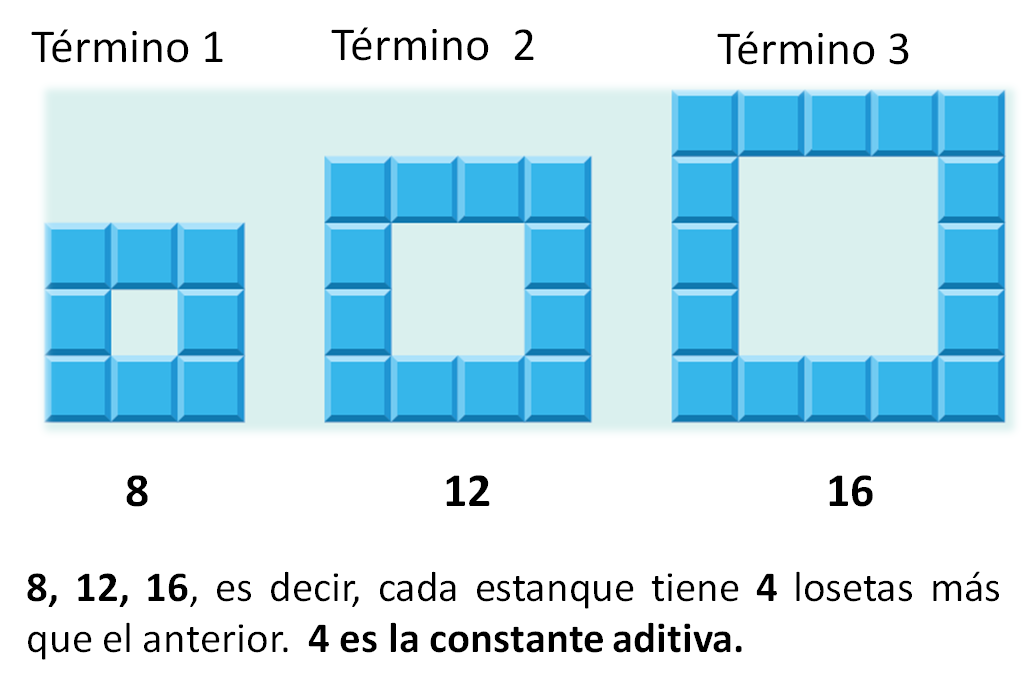 Término 1
Término 2
Término 3
8
12
16
8, 12, 16, es decir, cada estanque tiene 4 losetas más
que el anterior. 4 es la constante aditiva.